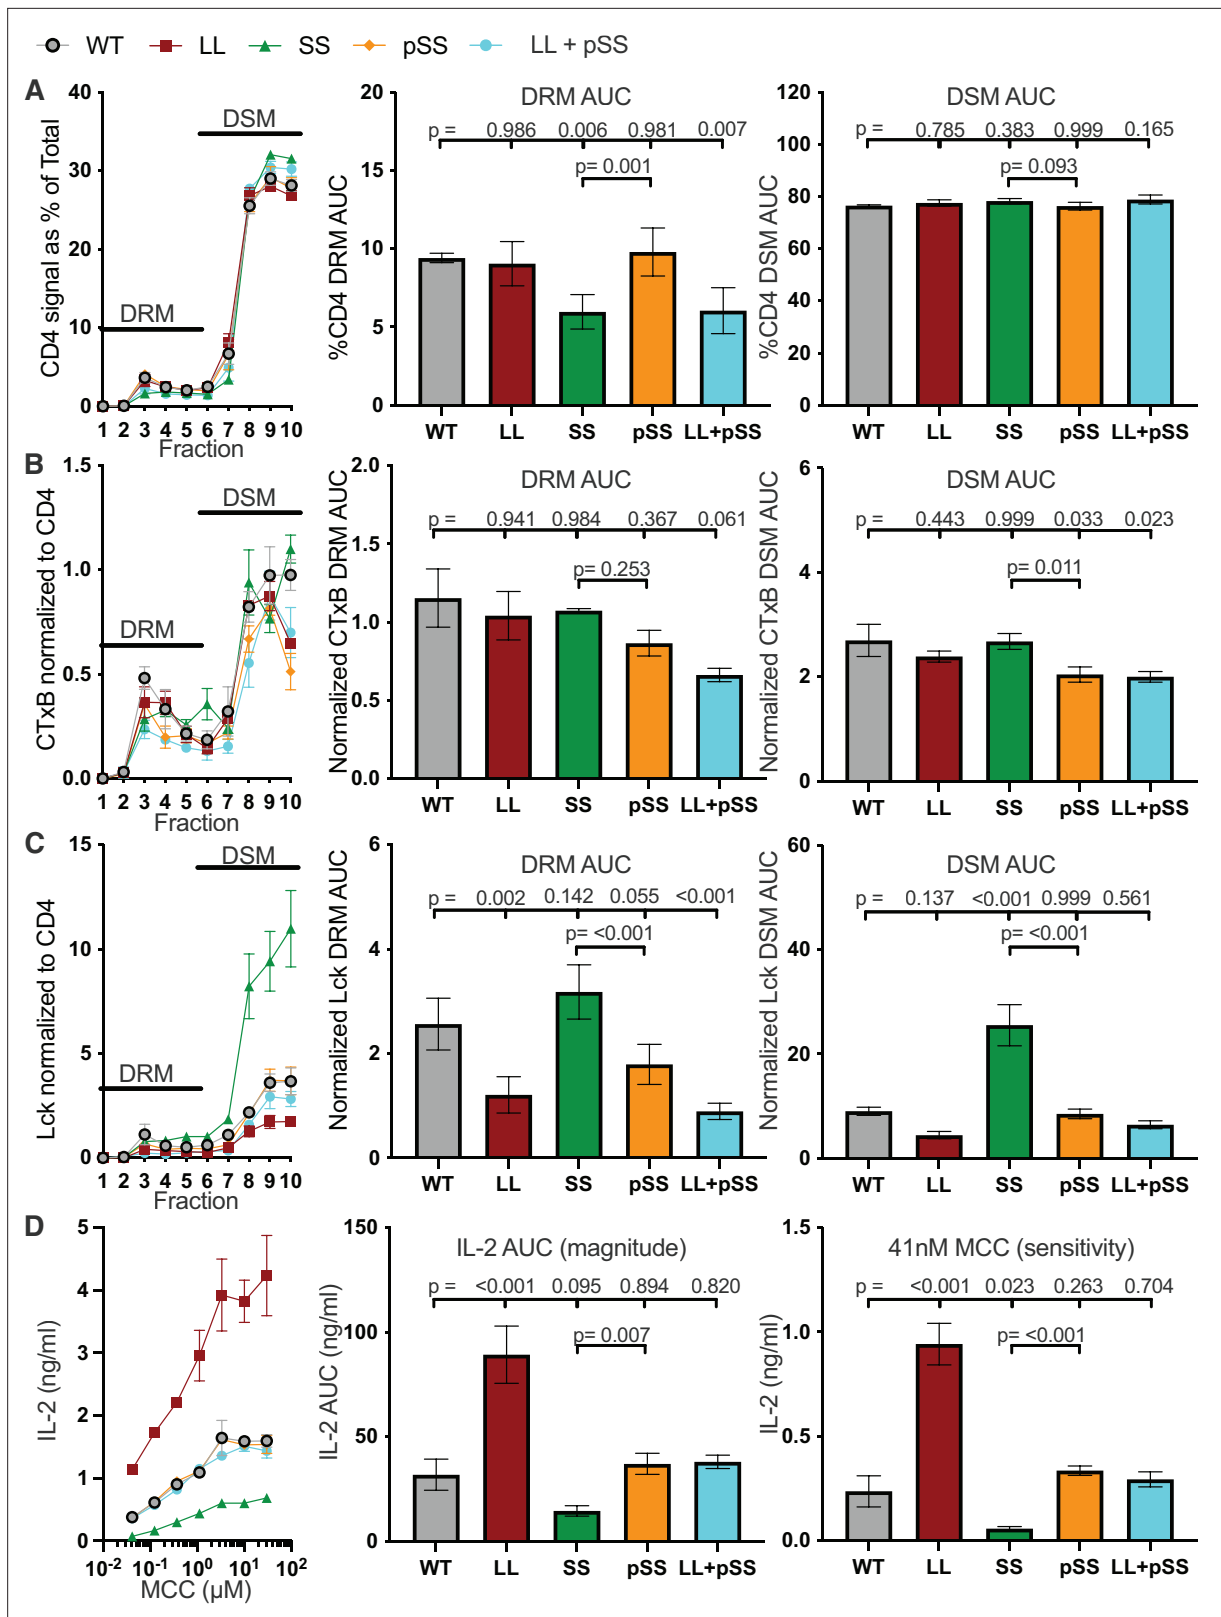 WT LL SS pSS LL + pSS
A
40
30
20
10
0
CD4 signal as % of Total
DSM
DRM
1 2 3 4 5 6 7 8 9 10
Fraction
DRM AUC
p = 0.986 0.006 0.981 0.007
p= 0.001
20
15
10
5
0
%CD4 DRM AUC
WT LL SS pSS LL+pSS
DSM AUC
p = 0.785 0.383 0.999 0.165
p= 0.093
120
100
80
60
40
20
0
%CD4 DSM AUC
WT LL SS pSS LL+pSS
B
1.5
1.0
0.5
0.0
CTxB normalized to CD4
DSM
DRM
1 2 3 4 5 6 7 8 9 10
Fraction
DRM AUC
p = 0.941 0.984 0.367 0.061
p= 0.253
2.0
1.5
1.0
0.5
0.0
Normalized CTxB DRM AUC
WT LL SS pSS LL+pSS
DSM AUC
p = 0.443 0.999 0.033 0.023
p= 0.011
6
4
2
0
Normalized CTxB DSM AUC
WT LL SS pSS LL+pSS
C
15
10
5
0
Lck normalized to CD4
DSM
DRM
1 2 3 4 5 6 7 8 9 10
Fraction
DRM AUC
p = 0.002 0.142 0.055 <0.001
p= <0.001
6
4
2
0
Normalized Lck DRM AUC
WT LL SS pSS LL+pSS
DSM AUC
p = 0.137 <0.001 0.999 0.561
p= <0.001
60
40
20
0
Normalized Lck DSM AUC
WT LL SS pSS LL+pSS
D
5
4
3
2
1
0
IL-2 (ng/ml)
10-2 10-1 100 101 102
MCC (µM)
IL-2 AUC (magnitude)
p = <0.001 0.095 0.894 0.820
p= 0.007
150
100
50
0
IL-2 AUC (ng/ml)
WT LL SS pSS LL+pSS
41nM MCC (sensitivity)
p = <0.001 0.023 0.263 0.704
p= <0.001
1.5
1.0
0.5
0.0
IL-2 (ng/ml)
WT LL SS pSS LL+pSS